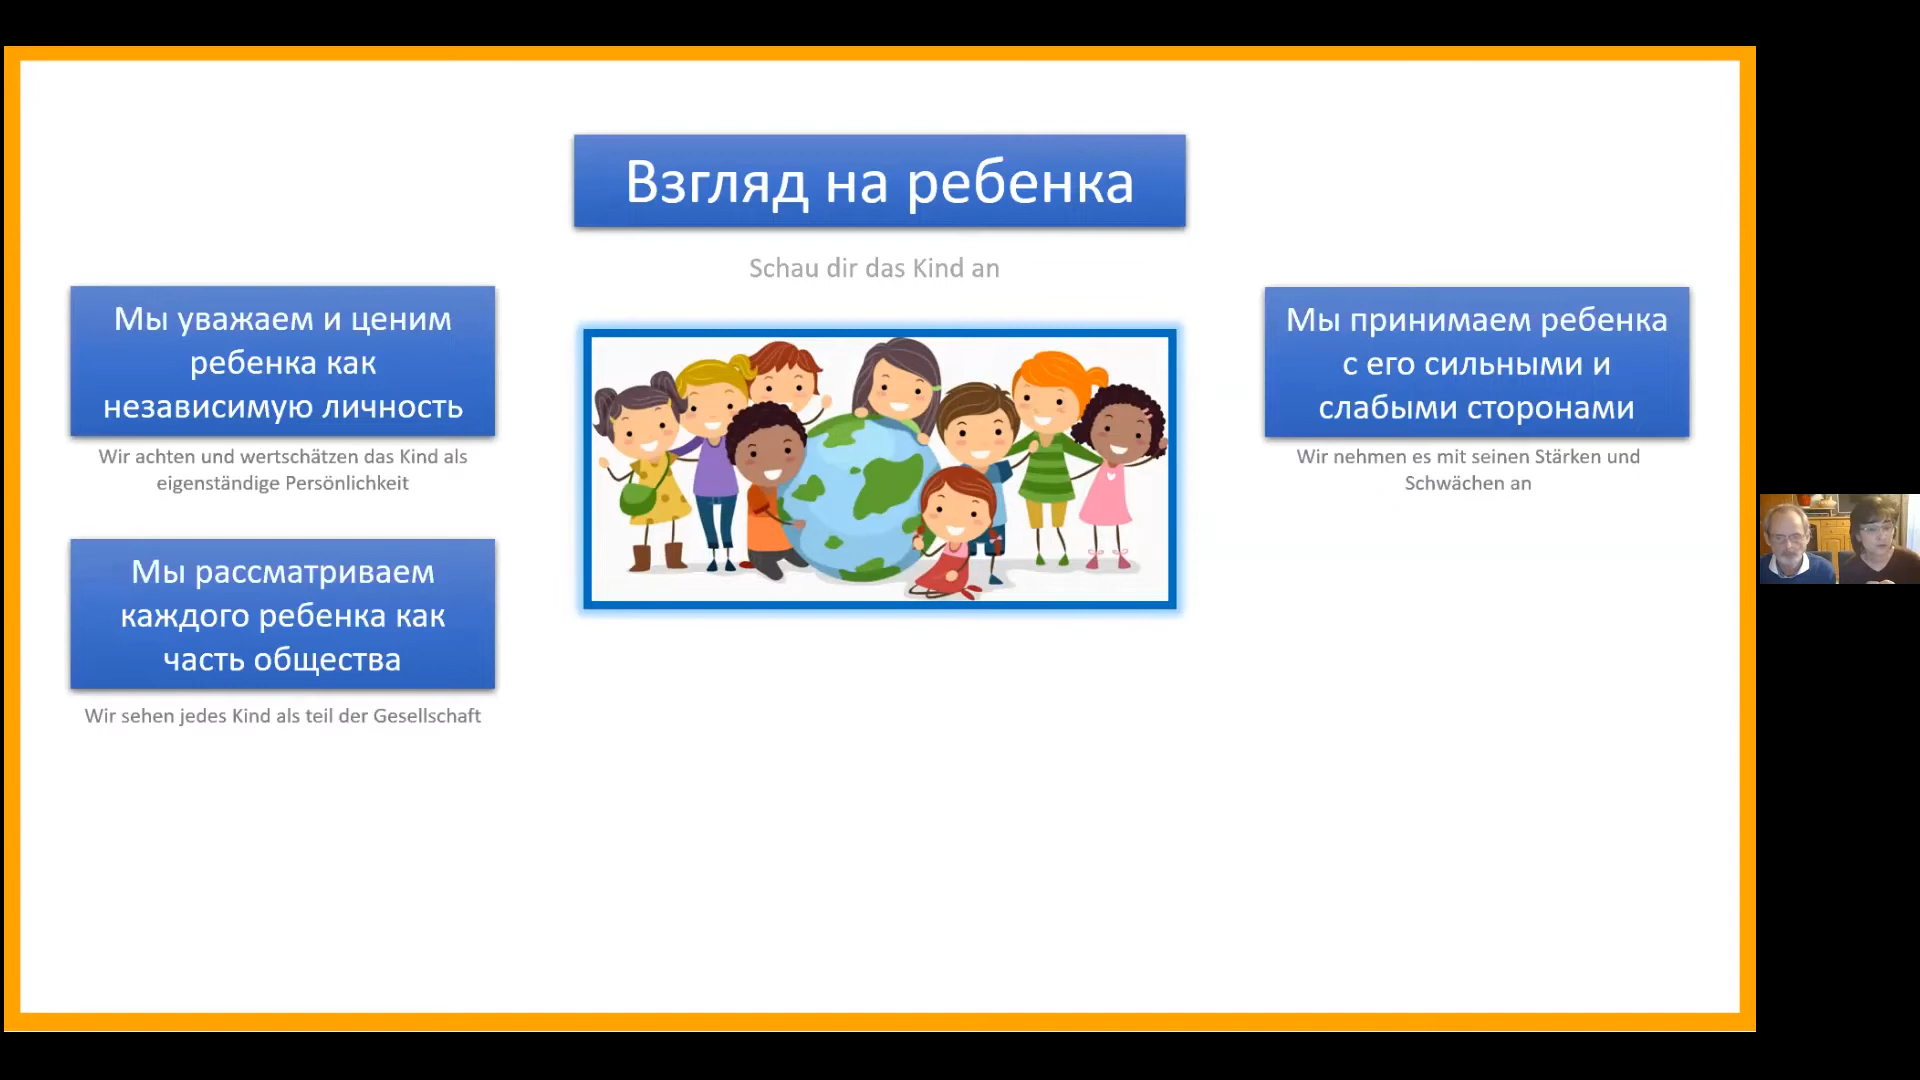 Взгляд на ребенка
Schau dir das Kind an
Мы уважаем и ценим
ребенка как
независимую личность
Wir achten und wertschätzen das Kind als
eigenständige Persönlichkeit
Мы принимаем ребенка
с его сильными и
слабыми сторонами
Wir nehmen es mit seinen Stärken und
Schwächen an
Мы рассматриваем
каждого ребенка как
часть общества
Wir sehen jedes Kind als teil der Gesellschaft